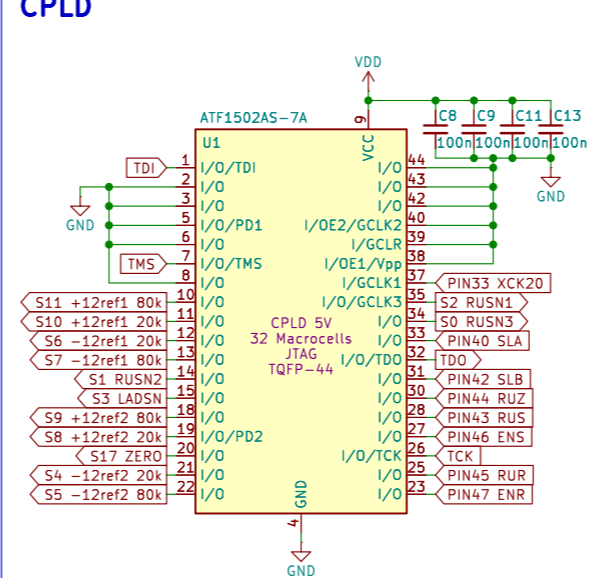 CPLD
VDD
ATF1502AS-7A
U1
9
VCC
C8
C9
C11
C13
100n
100n
100n
100n
GND
TDI
1
I/O/TDI
2
I/O
3
I/O
5
I/O/PD1
6
I/O
GND
TMS
7
I/O/TMS
8
I/O
S11 +12ref1 80k
10
I/O
S10 +12ref1 20k
11
I/O
S6 -12ref1 20k
12
I/O
S7 -12ref1 80k
13
I/O
S1 RUSN2
14
I/O
S3 LADSN
15
I/O
S9 +12ref2 80k
18
I/O
S8 +12ref2 20k
19
I/O/PD2
S17 ZERO
20
I/O
S4 -12ref2 20k
21
I/O
S5 -12ref2 80k
22
I/O
CPLD 5V
32 Macrocells
JTAG
TQFP-44
I/O
44
I/O
43
I/O
42
I/OE2/GCLK2
40
I/GCLR
39
I/OE1/Vpp
38
I/GCLK1
37
PIN33 XCK20
I/O/GCLK3
35
S2 RUSN1
I/O
34
S0 RUSN3
I/O
33
PIN40 SLA
I/O/TDO
32
TDO
I/O
31
PIN42 SLB
I/O
30
PIN44 RUZ
I/O
28
PIN43 RUS
I/O
27
PIN46 ENS
I/O/TCK
26
TCK
I/O
25
PIN45 RUR
I/O
23
PIN47 ENR
GND
4
GND